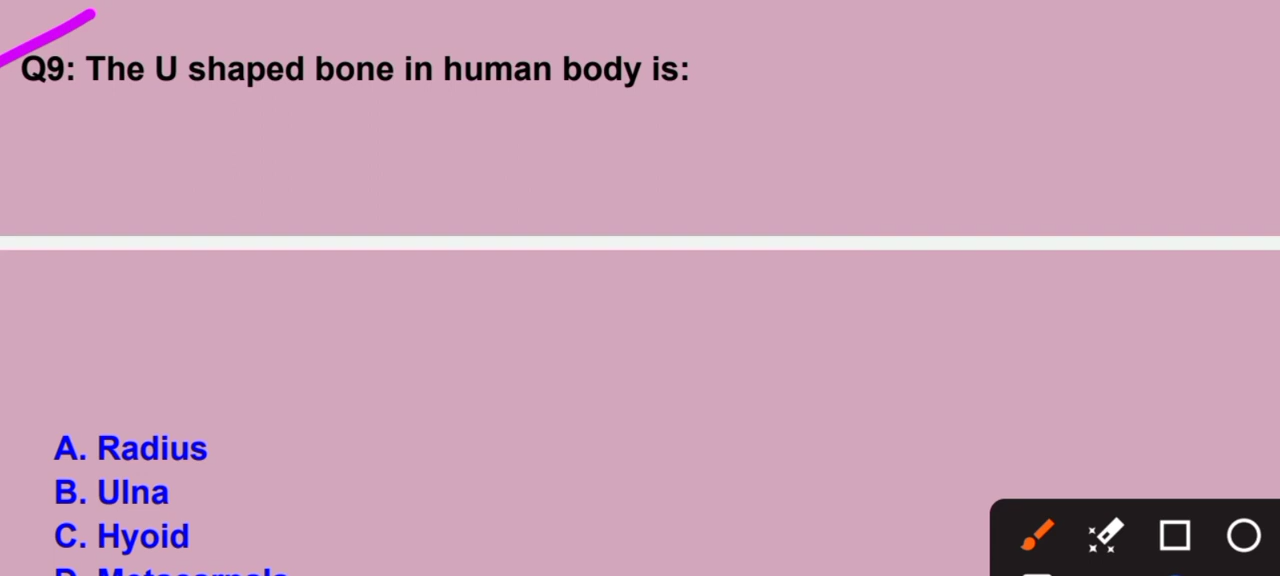 Q9: The U shaped bone in human body is:
A. Radius
B. Ulna
C. Hyoid
D. Metacarpals